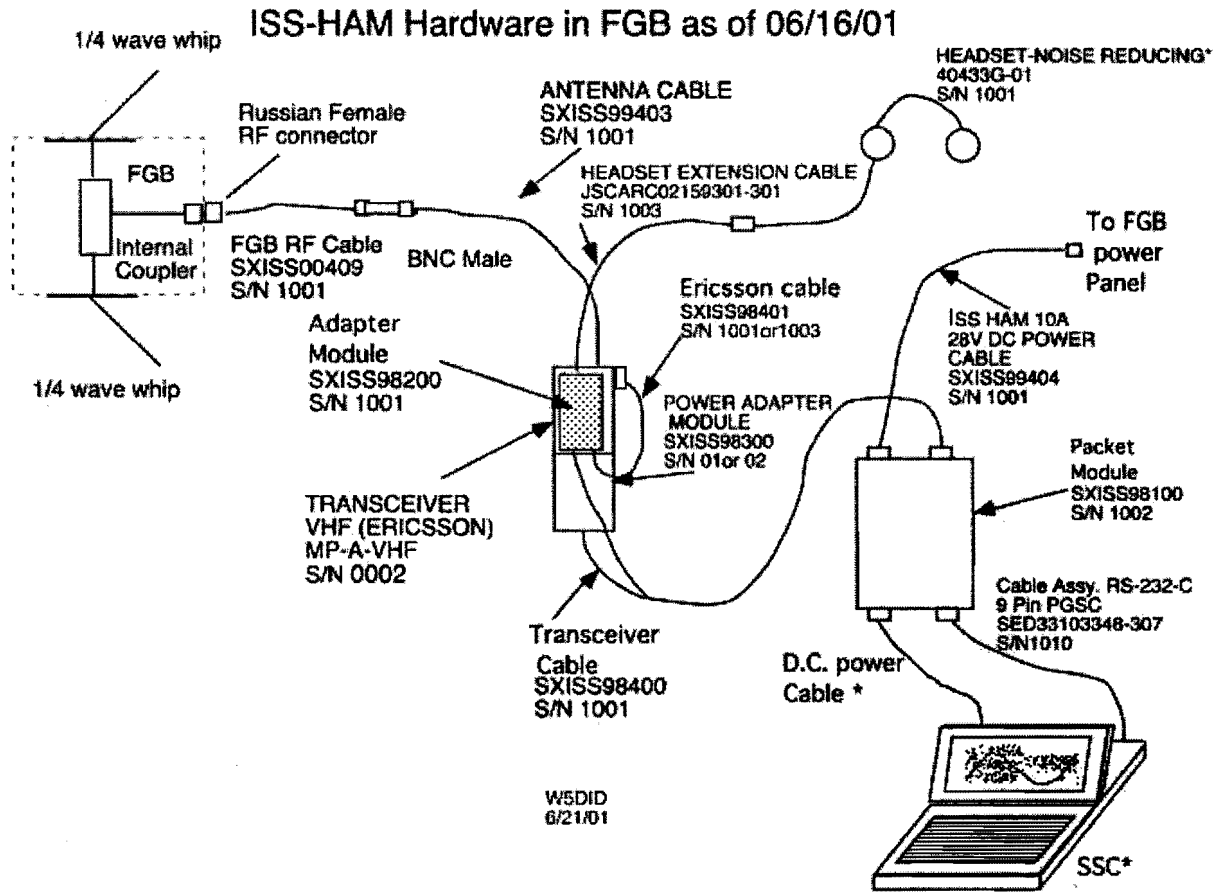 ISS-HAM Hardware in FGB as of 06/16/01
1/4 wave whip
HEADSET-NOISE REDUCING*
40433G-01
S/N 1001
ANTENNA CABLE
SXISS99403
S/N 1001
Russian Female
RF connector
HEADSET EXTENSION CABLE
JSCARC02159301-301
S/N 1003
FGB
Internal
Coupler
FGB RF Cable
SXISS00409
S/N 1001
BNC Male
To FGB
power
Panel
Ericsson cable
SXISS98401
S/N 1001or1003
ISS HAM 10A
28V DC POWER
CABLE
SXISS99404
S/N 1001
Adapter
Module
SXISS98200
S/N 1001
1/4 wave whip
POWER ADAPTER
MODULE
SXISS98300
S/N 01or 02
Packet
Module
SXISS98100
S/N 1002
TRANSCEIVER
VHF (ERICSSON)
MP-A-VHF
S/N 0002
Cable Assy. RS-232-C
9 Pin PGSC
SED33103348-307
S/N1010
Transceiver
Cable
SXISS98400
S/N 1001
D.C. power
Cable *
W5DID
6/21/01
SSC*